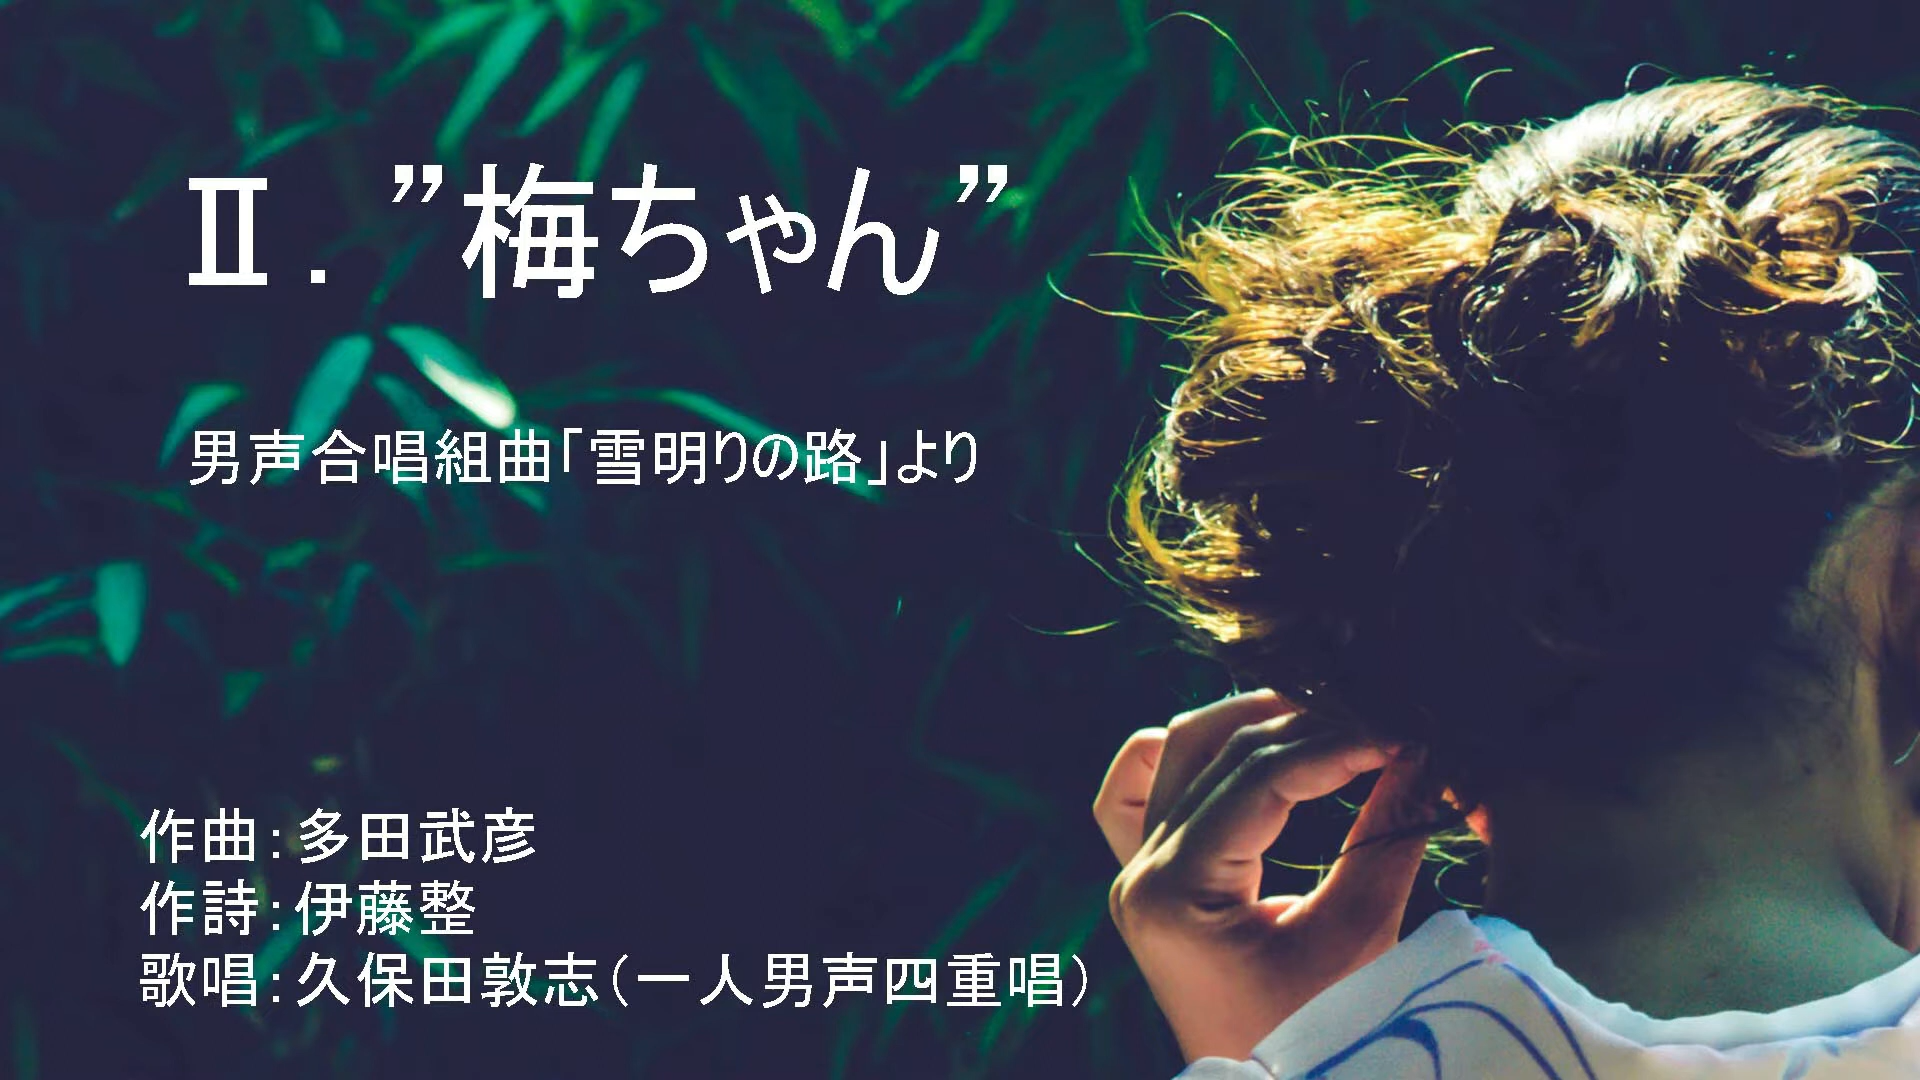 Ⅱ．”梅ちゃん”
男声合唱組曲「雪明りの路」より
作曲：多田武彦
作詩：伊藤整
歌唱：久保田敦志（一人男声四重唱）